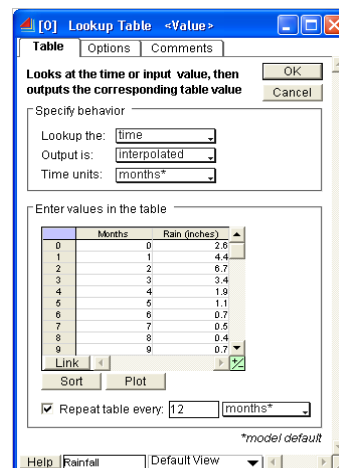 [0] Lookup Table <Value>
Table Options Comments
Looks at the time or input value, then
outputs the corresponding table value
OK
Cancel
Specify behavior
Lookup the: time
Output is: interpolated
Time units: months*
Enter values in the table
Months Rain (inches)
0 0 2.6
1 1 4.4
2 2 6.7
3 3 3.4
4 4 1.9
5 5 1.1
6 6 0.7
7 7 0.5
8 8 0.4
9 9 0.7
Link
Sort Plot
Repeat table every: 12 months*
*model default
Help Rainfall Default View